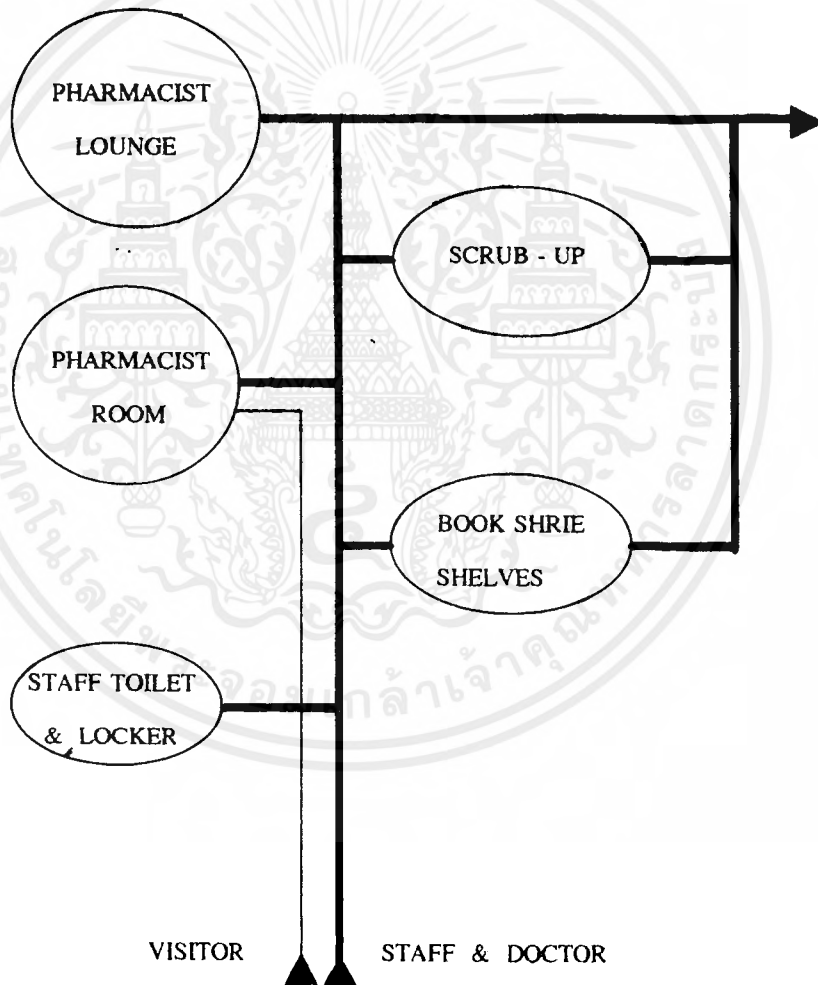 PHARMACIST
LOUNGE
SCRUB - UP
PHARMACIST
ROOM
BOOK SHRIE
SHELVES
STAFF TOILET
& LOCKER
VISITOR
STAFF & DOCTOR